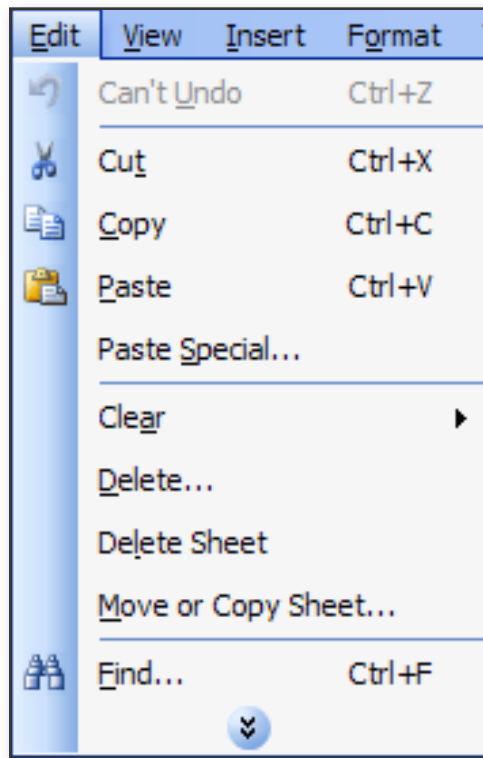 Edit View Insert Format
Can't Undo Ctrl+Z
Cut Ctrl+X
Copy Ctrl+C
Paste Ctrl+V
Paste Special...
Clear
Delete...
Delete Sheet
Move or Copy Sheet...
Find... Ctrl+F